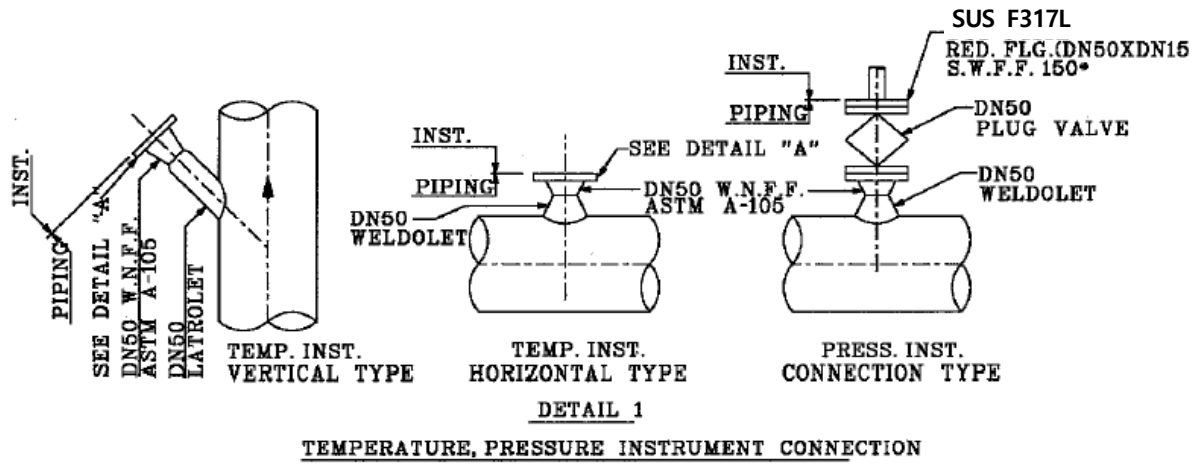 INST.
PIPING
SEE DETAIL "A"
DN50 W.N.F.F.
ASTM A-105
DN50
LATROLET
TEMP. INST.
VERTICAL TYPE
INST.
PIPING
SEE DETAIL "A"
DN50 W.N.F.F.
ASTM A-105
DN50
WELDOLET
TEMP. INST.
HORIZONTAL TYPE
SUS F317L
RED. FLG.(DN50XDN15
S.W.F.F. 150
INST.
PIPING
DN50
PLUG VALVE
DN50
WELDOLET
PRESS. INST.
CONNECTION TYPE
DETAIL 1
TEMPERATURE, PRESSURE INSTRUMENT CONNECTION